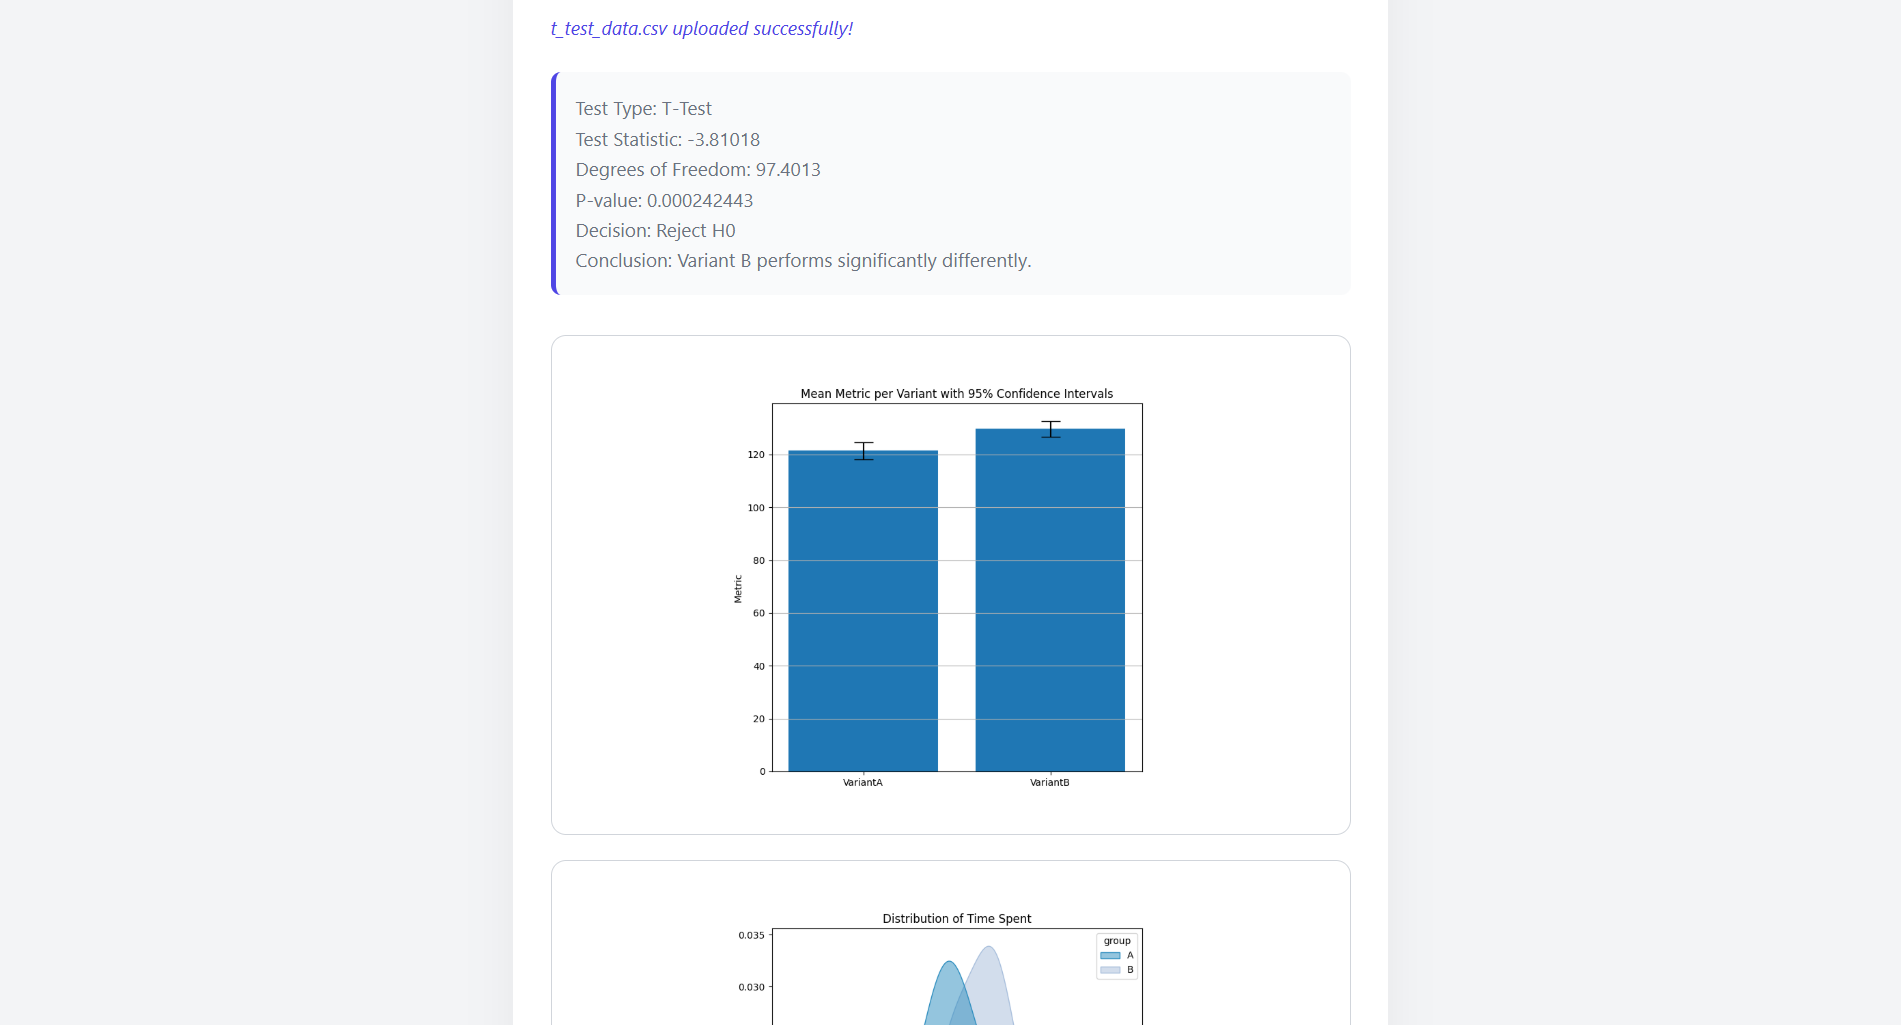 t_test_data.csv uploaded successfully!
Test Type: T-Test
Test Statistic: -3.81018
Degrees of Freedom: 97.4013
P-value: 0.000242443
Decision: Reject H0
Conclusion: Variant B performs significantly differently.
Mean Metric per Variant with 95% Confidence Intervals
120
100
80
60
40
20
0
Metric
VariantA
VariantB
Distribution of Time Spent
0.035
0.030
group
A
B